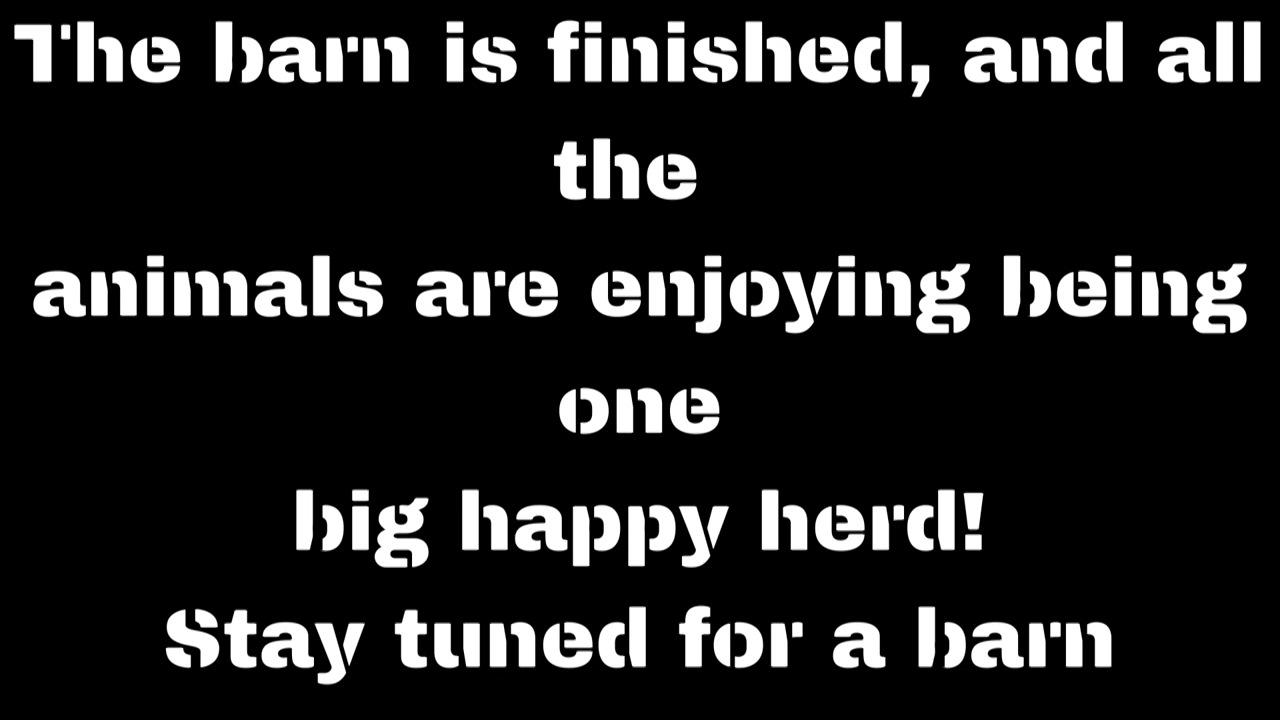 The barn is finished, and all
the
animals are enjoying being
one
big happy herd!
Stay tuned for a barn